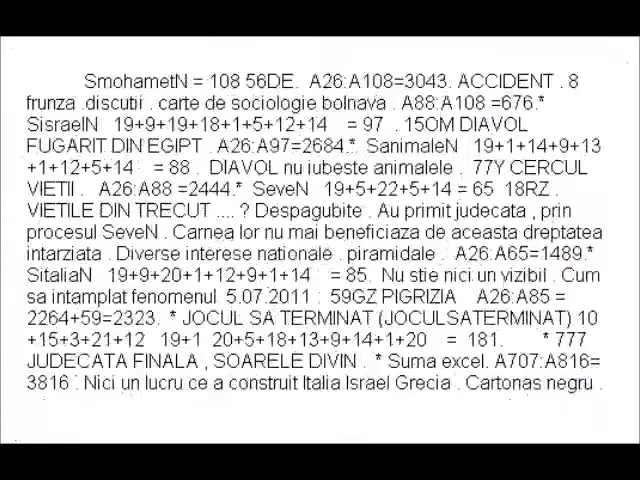 SmohametN = 108 56DE. A26:A108=3043. ACCIDENT . 8
frunza .discutii . carte de sociologie bolnava . A88:A108 =676.*
SisraelN 19+9+19+18+1+5+12+14 = 97 . 15OM DIAVOL
FUGARIT DIN EGIPT . A26:A97=2684.* SanimaleN 19+1+14+9+13
+1+12+5+14 = 88 . DIAVOL nu iubeste animalele . 77Y CERCUL
VIETII . A26:A88 =2444.* SeveN 19+5+22+5+14 = 65 18RZ .
VIETILE DIN TRECUT .... ? Despagubite . Au primit judecata , prin
procesul SeveN . Carnea lor nu mai beneficiaza de aceasta dreptatea
intarziata . Diverse interese nationale . piramidale . A26:A65=1489.*
SitaliaN 19+9+20+1+12+9+1+14 = 85. Nu stie nici un vizibil . Cum
sa intamplat fenomenul 5.07.2011 : 59GZ PIGRIZIA A26:A85 =
2264+59=2323. * JOCUL SA TERMINAT (JOCULSATERMINAT) 10
+15+3+21+12 19+1 20+5+18+13+9+14+1+20 = 181. * 777
JUDECATA FINALA , SOARELE DIVIN . * Suma excel. A707:A816=
3816 . Nici un lucru ce a construit Italia Israel Grecia . Cartonas negru .